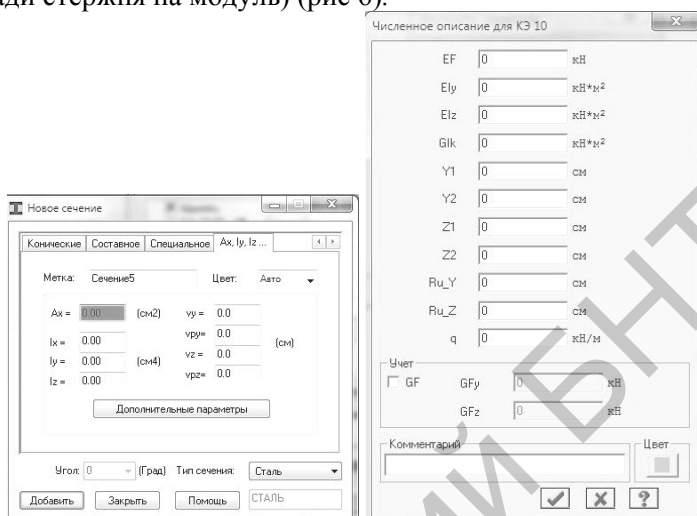 ди стержня на модуль) (рис 6).
Новое сечение
Конические Составное Специальное Ax, Iy, Iz ...
Метка: Сечение5 Цвет: Авто
Ax = 0.00 (см2) vy = 0.0
vpy= 0.0
Ix = 0.00
(см)
Iy = 0.00 (см4) vz = 0.0
Iz = 0.00 vpz= 0.0
Дополнительные параметры
Угол: 0 (Град) Тип сечения: Сталь
Добавить Закрыть Помощь СТАЛЬ
Численное описание для КЭ 10
EF 0 кН
EIy 0 кН*м²
EIz 0 кН*м²
GIk 0 кН*м²
Y1 0 см
Y2 0 см
Z1 0 см
Z2 0 см
Ru_Y 0 см
Ru_Z 0 см
q 0 кН/м
Учет
GF GFy 0 кН
GFz 0 кН
Комментарий Цвет
?
ИЙ БНТ